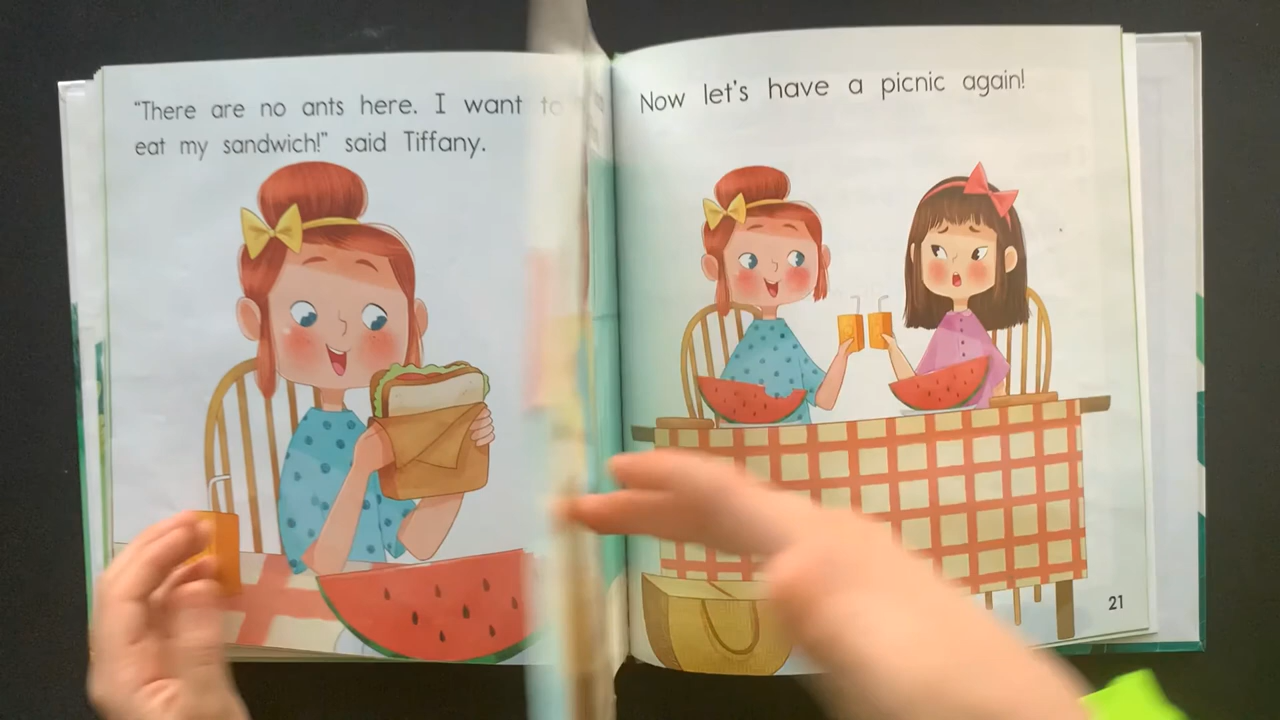 "There are no ants here. I want to
eat my sandwich!" said Tiffany.
Now let's have a picnic again!
21